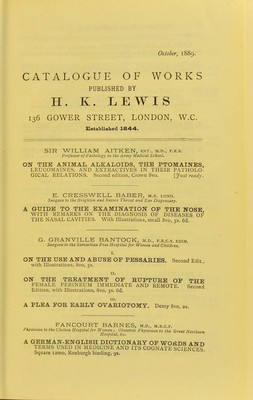 October, 1889.
CATALOGUE OF WORKS
PUBLISHED BY
H. K. LEWIS
136 GOWER STREET, LONDON, W.C.
Established 1844.
SIR WILLIAM AITKEN, KNT., M.D., F.R.S.
Professor of Pathology in the Army Medical School.
ON THE ANIMAL ALKALOIDS, THE PTOMAINES,
LEUCOMAINES, AND EXTRACTIVES IN THEIR PATHOLO-
GICAL RELATIONS. Second edition, Crown 8vo. [Just ready.
E. CRESSWELL BABER, M.B. LOND.
Surgeon to the Brighton and Sussex Throat and Ear Dispensary.
A GUIDE TO THE EXAMINATION OF THE NOSE,
WITH REMARKS ON THE DIAGNOSIS OF DISEASES OF
THE NASAL CAVITIES. With Illustrations, small 8vo, 5s. 6d.
G. GRANVILLE BANTOCK, M.D., F.R.C.S. EDIN.
Surgeon to the Samaritan Free Hospital for Women and Children.
I.
ON THE USE AND ABUSE OF PESSARIES. Second Edit.,
with Illustrations, 8vo, 5s.
II.
ON THE TREATMENT OF RUPTURE OF THE
FEMALE PERINEUM IMMEDIATE AND REMOTE. Second
Edition, with Illustrations, 8vo, 3s. 6d.
III.
A PLEA FOR EARLY OVARIOTOMY. Demy 8vo, 2s.
FANCOURT BARNES, M.D., M.R.C.P.
Physician to the Chelsea Hospital for Women; Obstetric Physician to the Great Northern
Hospital, &c.
A GERMAN-ENGLISH DICTIONARY OF WORDS AND
TERMS USED IN MEDICINE AND ITS COGNATE SCIENCES.
Square 12mo, Roxburgh binding, 9s.